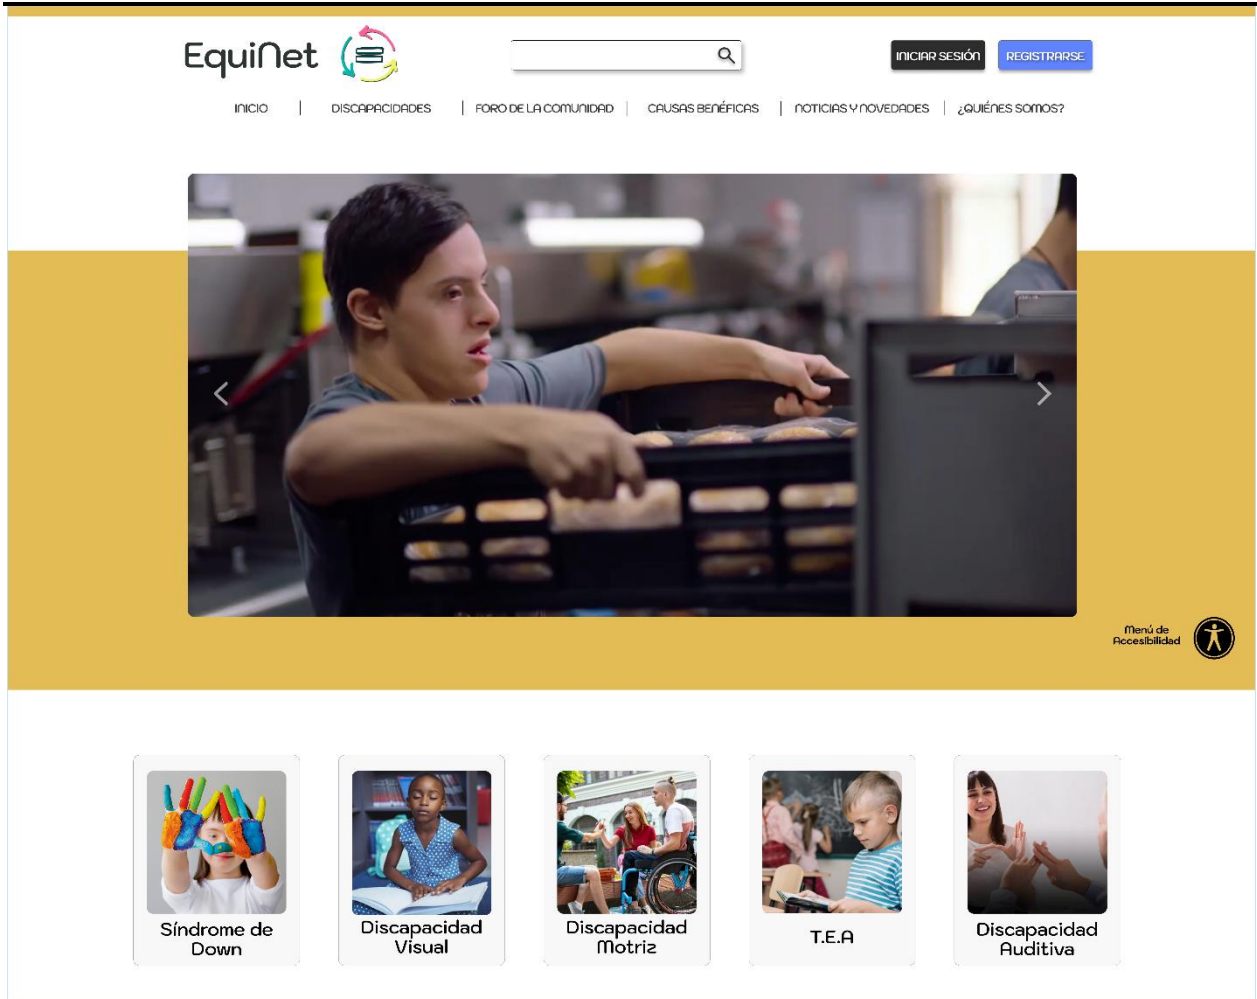 EquiNet
INICIAR SESIÓN
REGISTRARSE
INICIO | DISCAPACIDADES | FORO DE LA COMUNIDAD | CAUSAS BENÉFICAS | NOTICIAS Y NOVEDADES | ¿QUIÉNES SOMOS?
Menú de
Accesibilidad
Síndrome de
Down
Discapacidad
Visual
Discapacidad
Motriz
T.E.A
Discapacidad
Auditiva